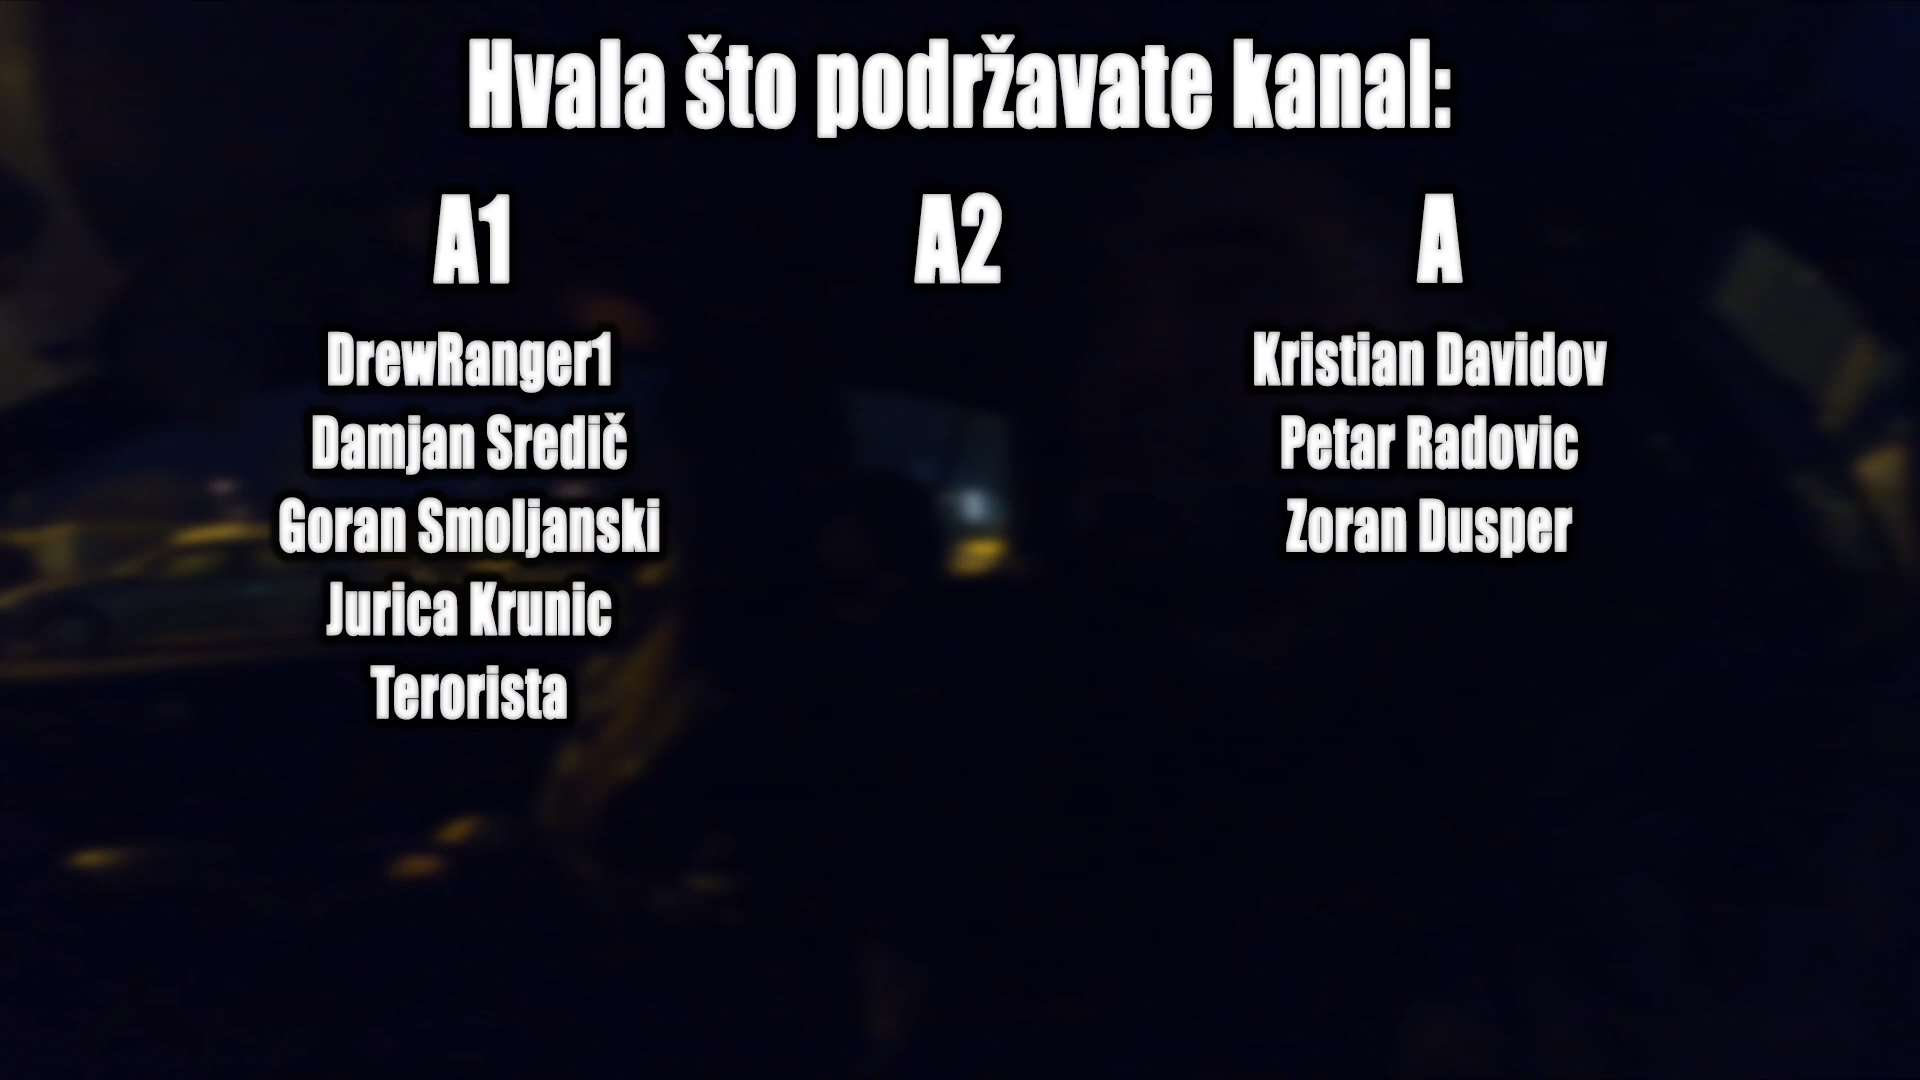 Hvala što podržavate kanal:
A1
DrewRanger1
Damjan Sredič
Goran Smoljanski
Jurica Krunic
Terorista
A2
A
Kristian Davidov
Petar Radovic
Zoran Dusper